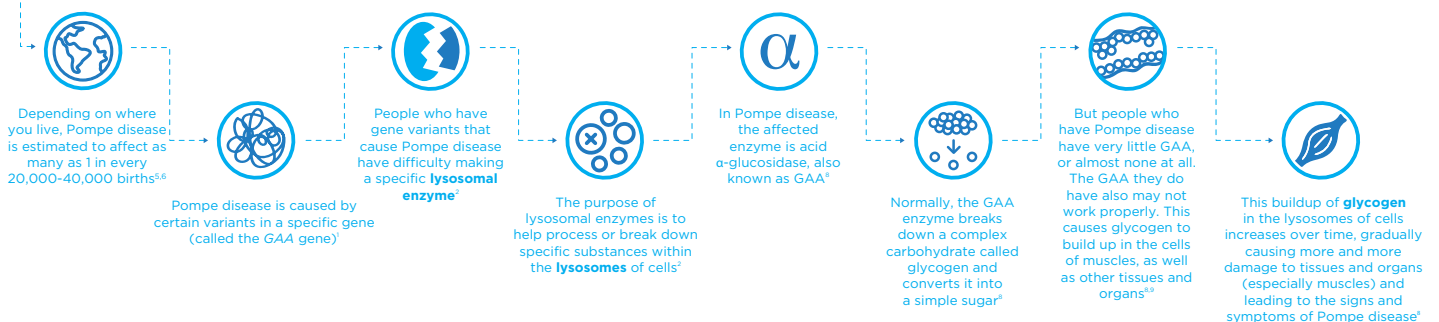 Depending on where
you live, Pompe disease
is estimated to affect as
many as 1 in every
20,000-40,000 births5,6
Pompe disease is caused by
certain variants in a specific gene
(called the GAA gene)1
People who have
gene variants that
cause Pompe disease
have difficulty making
a specific lysosomal
enzyme2
The purpose of
lysosomal enzymes is to
help process or break down
specific substances within
the lysosomes of cells2
α
In Pompe disease,
the affected
enzyme is acid
α-glucosidase, also
known as GAA8
Normally, the GAA
enzyme breaks
down a complex
carbohydrate called
glycogen and
converts it into
a simple sugar8
But people who
have Pompe disease
have very little GAA,
or almost none at all.
The GAA they do
have also may not
work properly. This
causes glycogen to
build up in the cells
of muscles, as well
as other tissues and
organs8,9
This buildup of glycogen
in the lysosomes of cells
increases over time, gradually
causing more and more
damage to tissues and organs
(especially muscles) and
leading to the signs and
symptoms of Pompe disease8